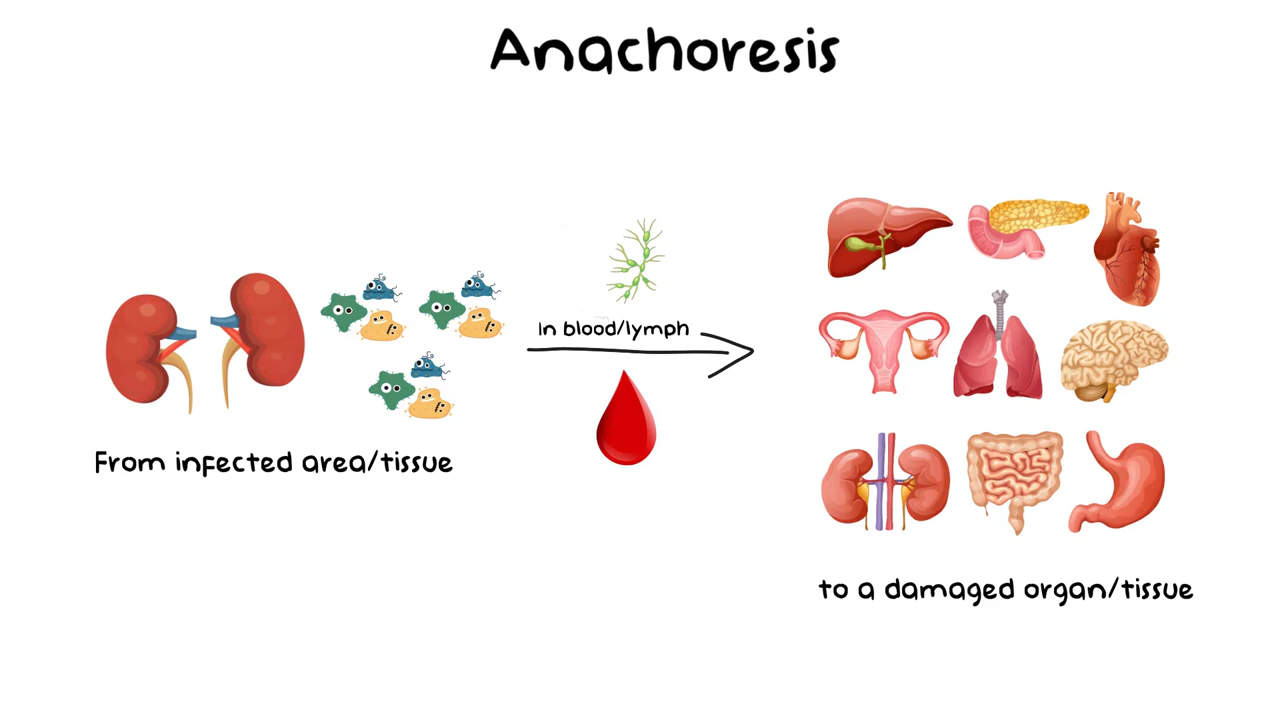 Anachoresis
In blood/lymph
From infected area/tissue
to a damaged organ/tissue